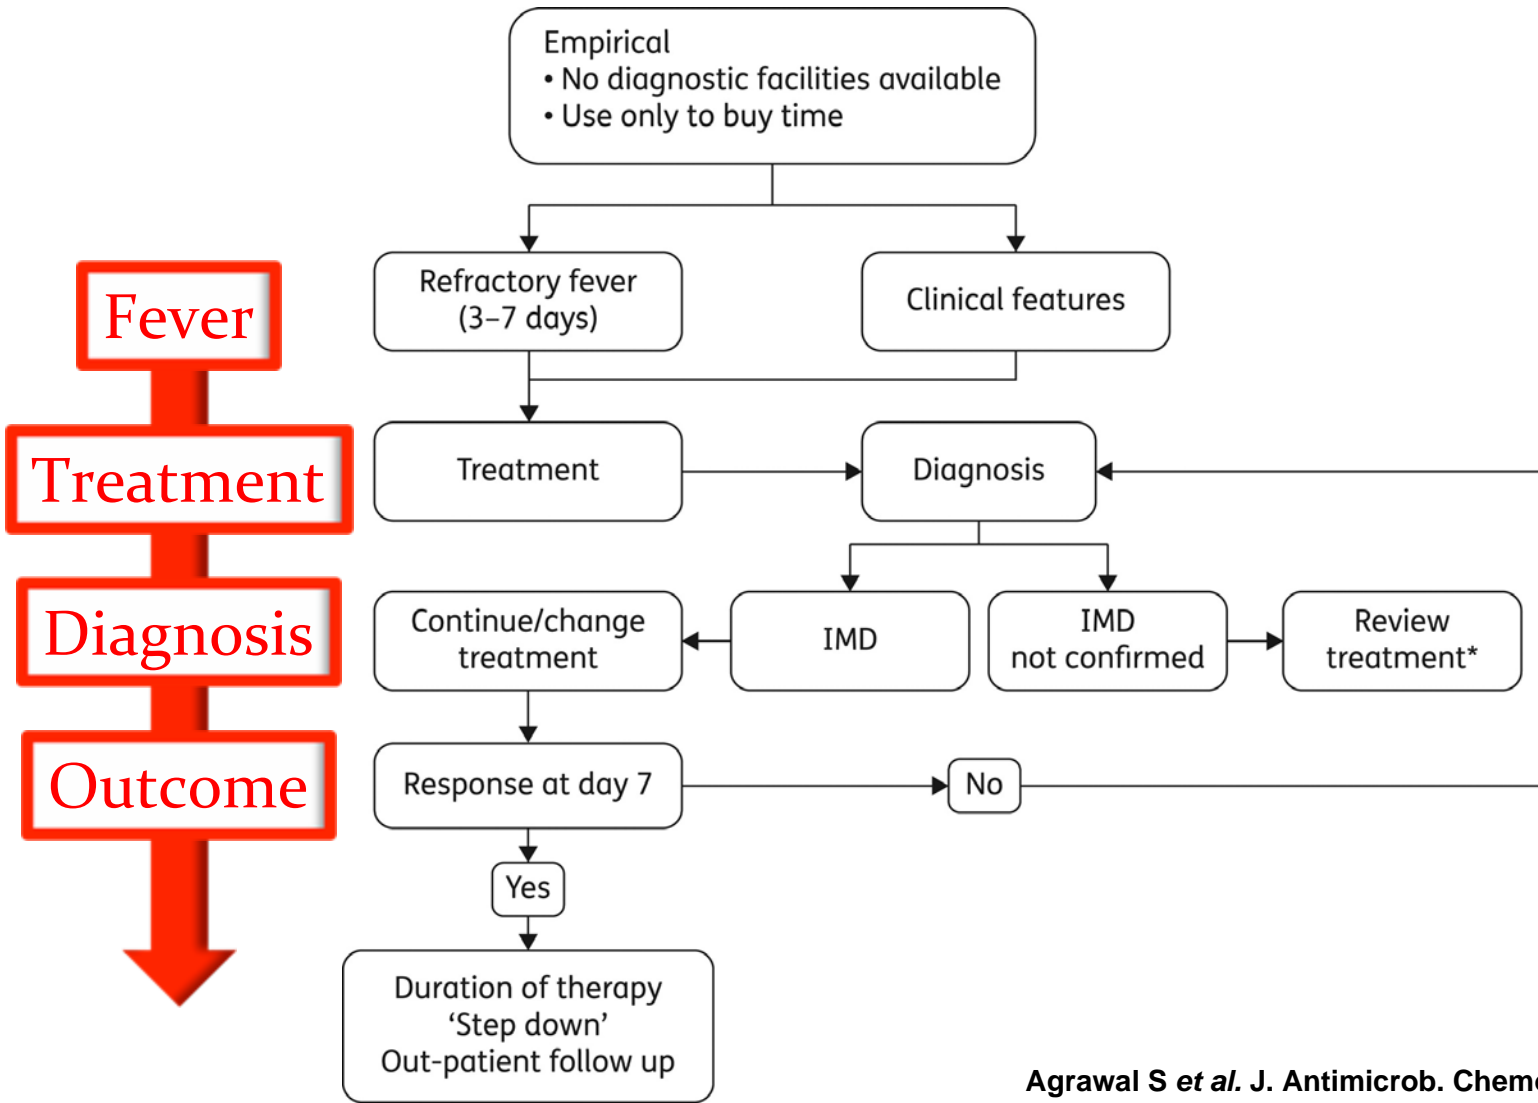 Empirical
• No diagnostic facilities available
• Use only to buy time
Refractory fever
(3–7 days)
Clinical features
Fever
Treatment
Treatment
Diagnosis
Diagnosis
Continue/change
treatment
IMD
IMD
not confirmed
Review
treatment*
Outcome
Response at day 7
No
Yes
Duration of therapy
‘Step down’
Out-patient follow up
Agrawal S et al. J. Antimicrob.